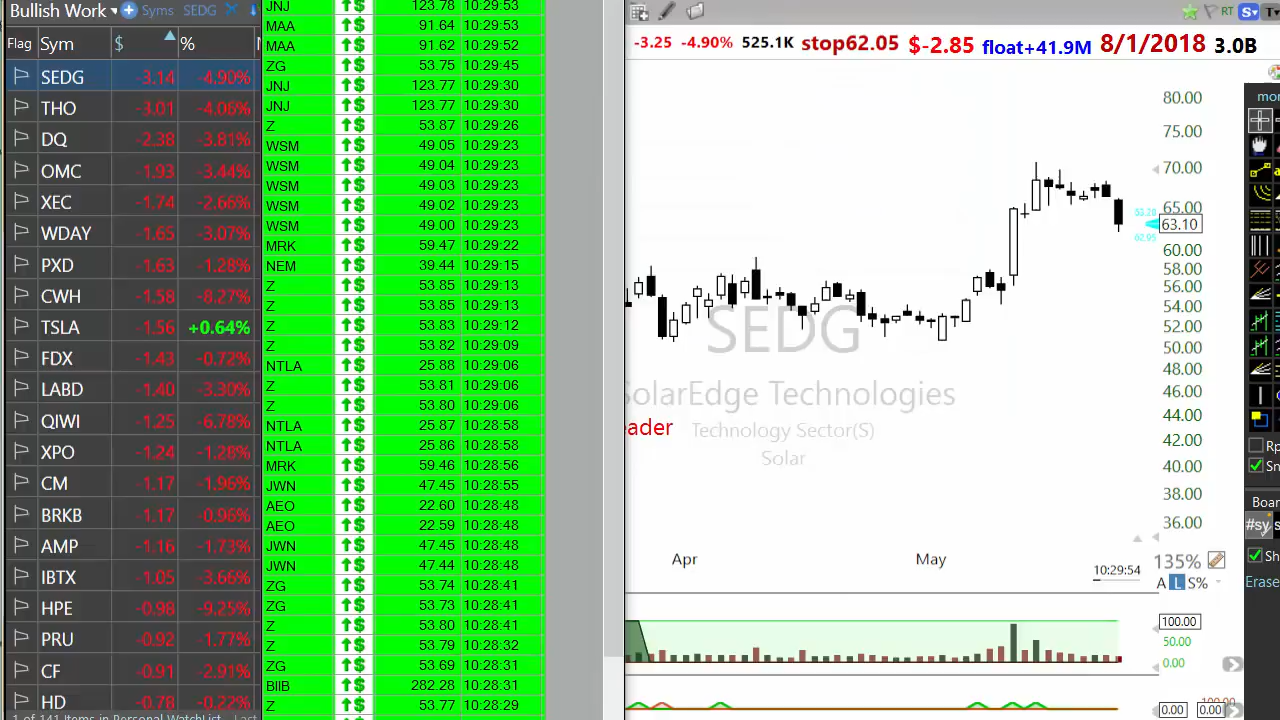 Bullish Work Syms SEDG
Flag Sym $ %
SEDG -3.14 -4.90%
THO -3.01 -4.06%
DQ -2.38 -3.81%
OMC -1.93 -3.44%
XEC -1.74 -2.66%
WDAY -1.65 -3.07%
PXD -1.63 -1.28%
CWH -1.58 -8.27%
TSLA -1.56 +0.64%
FDX -1.43 -0.72%
LABD -1.40 -3.30%
QIWI -1.25 -6.78%
XPO -1.24 -1.28%
CM -1.17 -1.96%
BRKB -1.17 -0.96%
AMP -1.16 -1.73%
IBTX -1.05 -3.66%
HPE -0.98 -9.25%
PRU -0.92 -1.77%
CF -0.91 -2.91%
HD -0.78 -0.22%
1 of 141 Items in Personal WatchList Last
JNJ $ 123.78 10:29:53
MAA $ 91.64 10:29:53
MAA $ 91.62 10:29:52
ZG $ 53.75 10:29:45
JNJ $ 123.77 10:29:30
JNJ $ 123.77 10:29:30
Z $ 53.87 10:29:26
WSM $ 49.05 10:29:23
WSM $ 49.04 10:29:23
WSM $ 49.03 10:29:23
WSM $ 49.02 10:29:23
WSM $ 49.00 10:29:23
MRK $ 59.47 10:29:22
NEM $ 39.44 10:29:15
Z $ 53.85 10:29:13
Z $ 53.85 10:29:13
Z $ 53.83 10:29:12
Z $ 53.82 10:29:09
NTLA $ 25.88 10:29:06
Z $ 53.81 10:29:06
Z $ 53.80 10:29:06
NTLA $ 25.87 10:28:58
NTLA $ 25.86 10:28:58
MRK $ 59.46 10:28:56
JWN $ 47.45 10:28:55
AEO $ 22.60 10:28:48
AEO $ 22.59 10:28:48
JWN $ 47.45 10:28:48
JWN $ 47.44 10:28:48
ZG $ 53.74 10:28:41
ZG $ 53.73 10:28:41
Z $ 53.80 10:28:41
Z $ 53.79 10:28:32
ZG $ 53.69 10:28:31
BIIB $ 282.28 10:28:31
Z $ 53.77 10:28:29
RT S
-3.25 -4.90% 525.1K stop62.05 $-2.85 float+41.9M 8/1/2018 3.0B
80.00
75.00
70.00
65.00
63.10
60.00
58.00
56.00
54.00
52.00
50.00
48.00
46.00
44.00
42.00
40.00
38.00
36.00
SEDG
SolarEdge Technologies
eader Technology Sector(S)
Solar
Apr May
10:29:54
135%
A L S%
100.00
50.00
0.00
0.00 0.00
mor
Rp
Sn
Boar
#sy
Sh
Erase